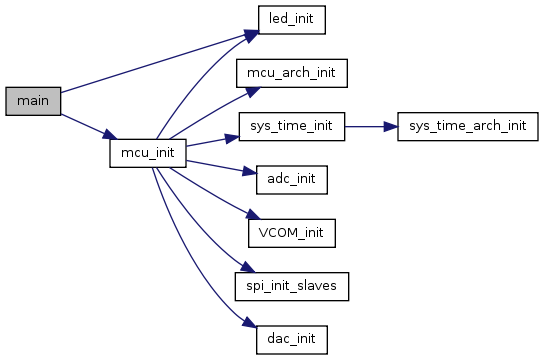 led_init
mcu_arch_init
main
sys_time_init
sys_time_arch_init
mcu_init
adc_init
VCOM_init
spi_init_slaves
dac_init